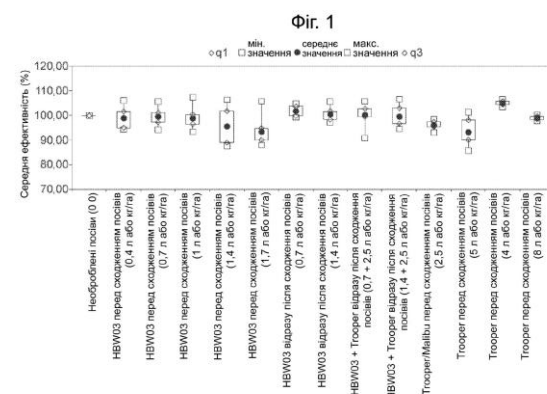 Фіг. 1
q1 мін. значення середнє значення макс. значення q3
Середня ефективність (%)
120,00
110,00
100,00
90,00
80,00
70,00
Необроблені посіви (0 0)
HBW03 перед сходженням посівів
(0,4 л або кг/га)
HBW03 перед сходженням посівів
(0,7 л або кг/га)
HBW03 перед сходженням посівів
(1 л або кг/га)
HBW03 перед сходженням посівів
(1,4 л або кг/га)
HBW03 перед сходженням посівів
(1,7 л або кг/га)
HBW03 відразу після сходження посівів
(0,7 л або кг/га)
HBW03 відразу після сходження посівів
(1,4 л або кг/га)
HBW03 + Trooper відразу після сходження
посівів (0,7 + 2,5 л або кг/га)
HBW03 + Trooper відразу після сходження
посівів (1,4 + 2,5 л або кг/га)
Trooper/Malibu перед сходженням посівів
(2,5 л або кг/га)
Trooper перед сходженням посівів
(5 л або кг/га)
Trooper перед сходженням посівів
(4 л або кг/га)
Trooper перед сходженням посівів
(8 л або кг/га)